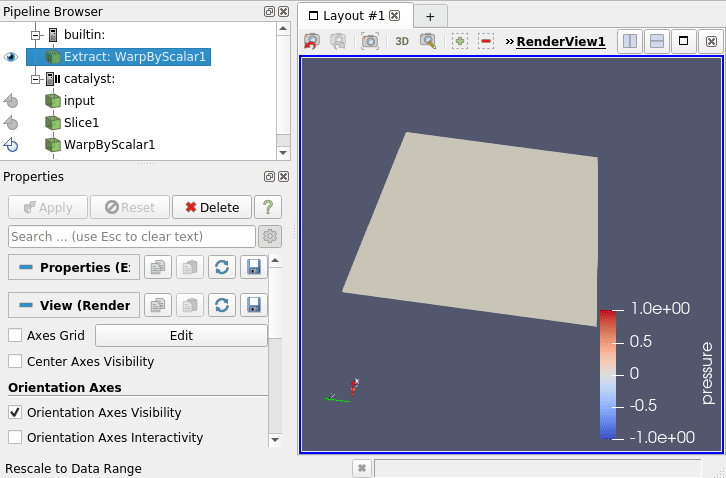 Pipeline Browser
builtin:
Extract: WarpByScalar1
catalyst:
input
Slice1
WarpByScalar1
Properties
Apply
Reset
Delete
?
Search ... (use Esc to clear text)
Properties (E:
View (Render
Axes Grid
Edit
Center Axes Visibility
Orientation Axes
Orientation Axes Visibility
Orientation Axes Interactivity
Rescale to Data Range
Layout #1
+
3D
»
RenderView1
1.0e+00
0.5
0
-0.5
-1.0e+00
pressure